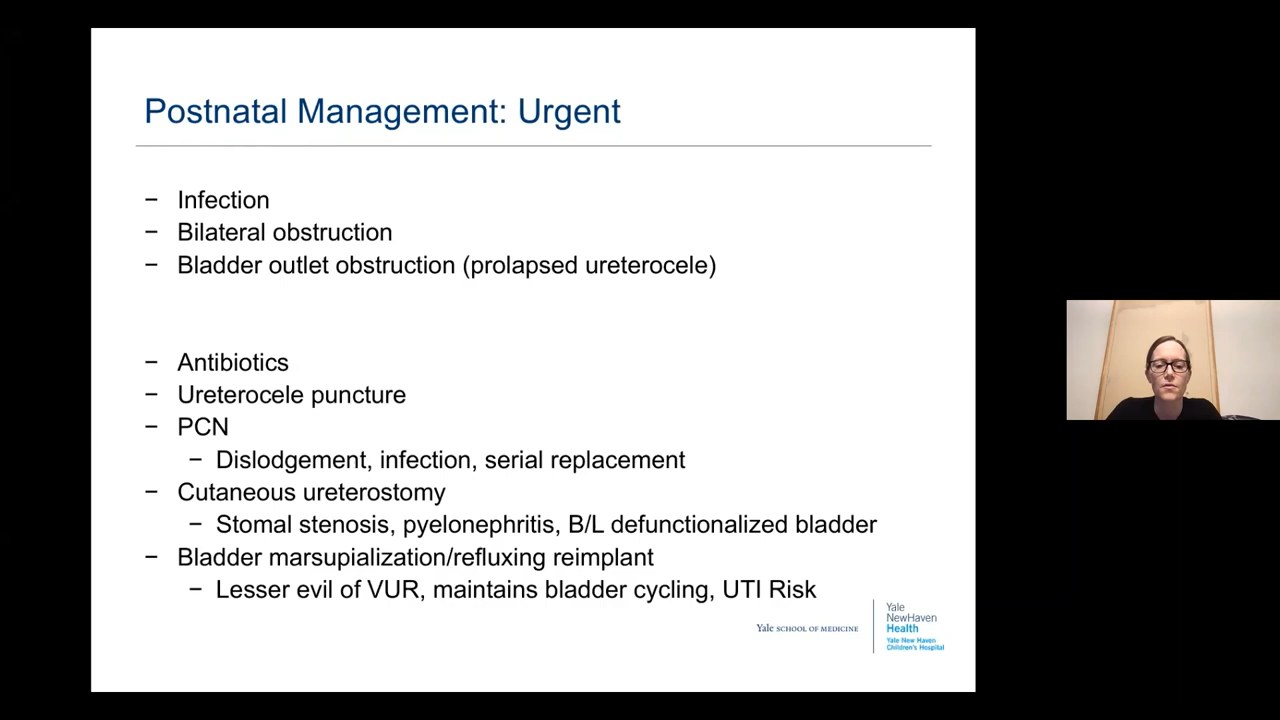 Postnatal Management: Urgent
− Infection
− Bilateral obstruction
− Bladder outlet obstruction (prolapsed ureterocele)
− Antibiotics
− Ureterocele puncture
− PCN
− Dislodgement, infection, serial replacement
− Cutaneous ureterostomy
− Stomal stenosis, pyelonephritis, B/L defunctionalized bladder
− Bladder marsupialization/refluxing reimplant
− Lesser evil of VUR, maintains bladder cycling, UTI Risk
Yale SCHOOL OF MEDICINE
Yale
NewHaven
Health
Yale New Haven
Children's Hospital